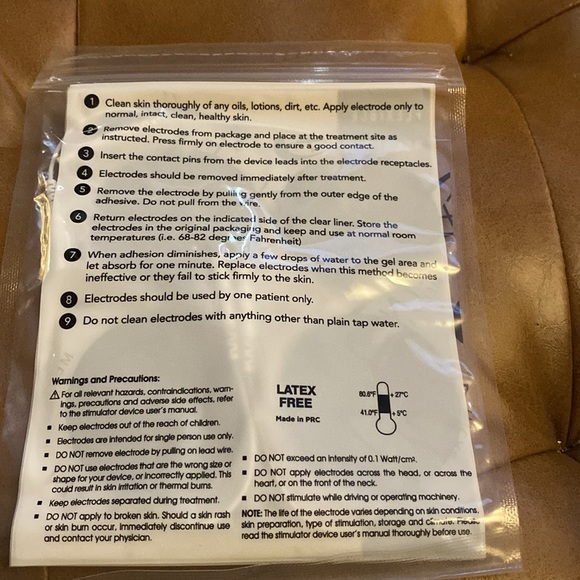 1 Clean skin thoroughly of any oils, lotions, dirt, etc. Apply electrode only to
normal, intact, clean, healthy skin.
2 Remove electrodes from package and place at the treatment site as
instructed. Press firmly on electrode to ensure a good contact.
3 Insert the contact pins from the device leads into the electrode receptacles.
4 Electrodes should be removed immediately after treatment.
5 Remove the electrode by pulling gently from the outer edge of the
adhesive. Do not pull from the wire.
6 Return electrodes on the indicated side of the clear liner. Store the
electrodes in the original packaging and keep and use at normal room
temperatures (i.e. 68-82 degree Fahrenheit)
7 When adhesion diminishes, apply a few drops of water to the gel area and
let absorb for one minute. Replace electrodes when this method becomes
ineffective or they fail to stick firmly to the skin.
8 Electrodes should be used by one patient only.
9 Do not clean electrodes with anything other than plain tap water.
Warnings and Precautions:
⚠ For all relevant hazards, contraindications, warn-
ings, precautions and adverse side effects, refer
to the stimulator device user's manual.
▪ Keep electrodes out of the reach of children.
▪ Electrodes are intended for single person use only.
▪ DO NOT remove electrode by pulling on lead wire.
▪ DO NOT use electrodes that are the wrong size or
shape for your device, or incorrectly applied. This
could result in skin irritation or thermal burns.
▪ Keep electrodes separated during treatment.
▪ DO NOT apply to broken skin. Should a skin rash
or skin burn occur, immediately discontinue use
and contact your physician.
LATEX
FREE
Made in PRC
80.6°F + 27°C
41.0°F + 5°C
▪ DO NOT exceed an intensity of 0.1 Watt/cm².
▪ DO NOT apply electrodes across the head, or across the
heart, or on the front of the neck.
▪ DO NOT stimulate while driving or operating machinery.
NOTE: The life of the electrode varies depending on skin conditions,
skin preparation, type of stimulation, storage and climate. Please
read the stimulator device user's manual thoroughly before use.